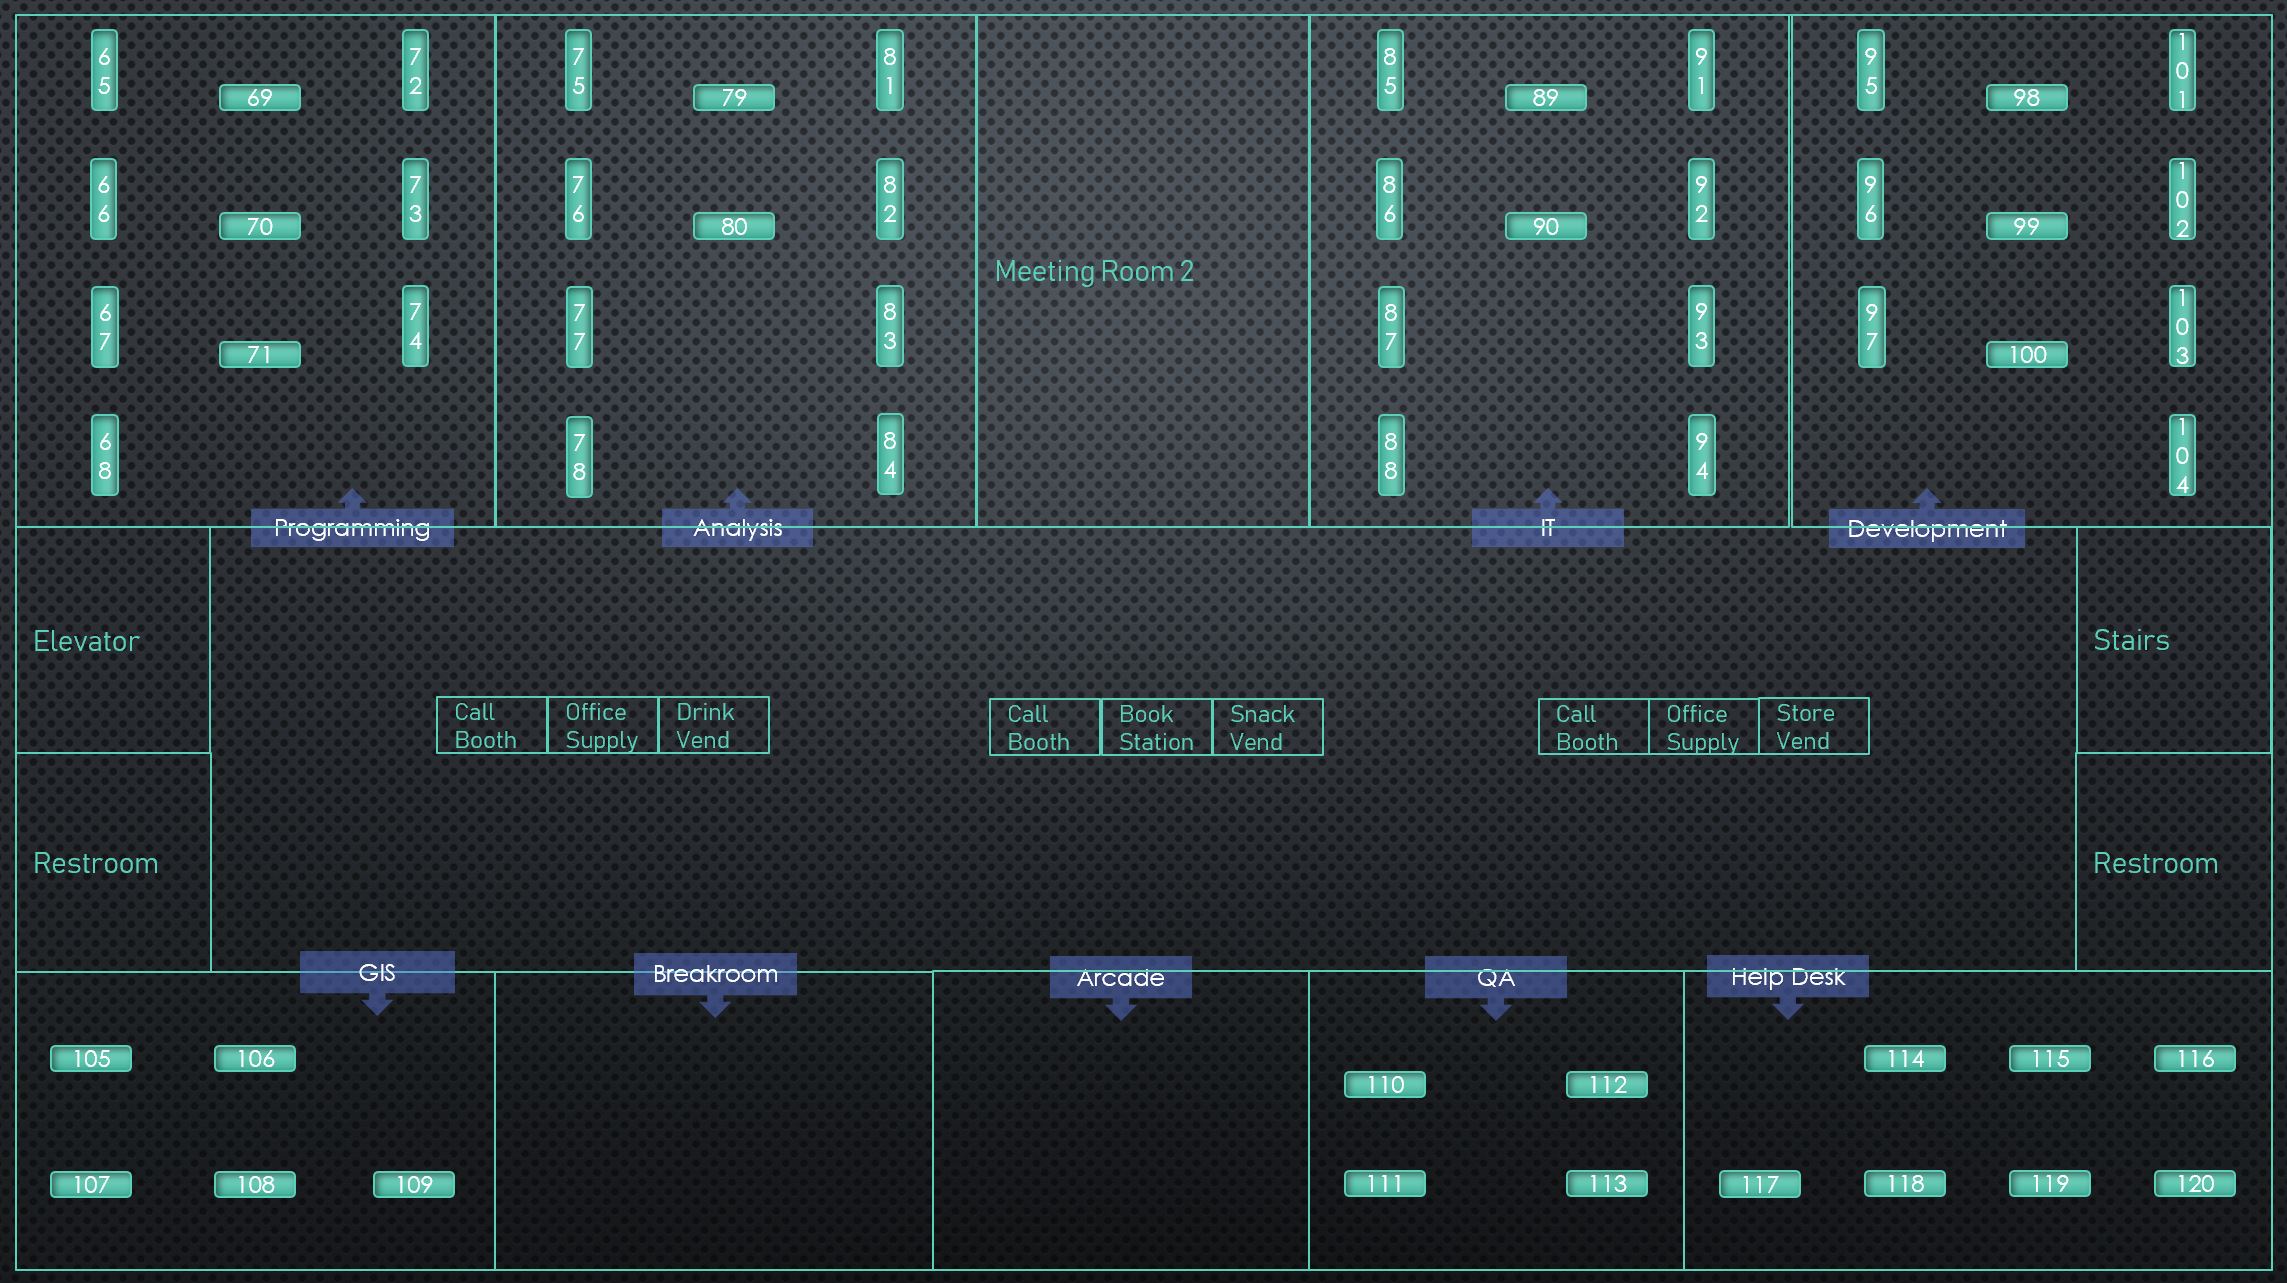 65
69
72
75
79
81
85
89
91
95
98
101
66
70
73
76
80
82
86
90
92
96
99
102
Meeting Room 2
67
71
74
77
83
87
93
97
100
103
68
78
84
88
94
104
Programming
Analysis
IT
Development
Elevator
Stairs
Call
Booth
Office
Supply
Drink
Vend
Call
Booth
Book
Station
Snack
Vend
Call
Booth
Office
Supply
Store
Vend
Restroom
Restroom
GIS
Breakroom
Arcade
QA
Help Desk
105
106
110
112
114
115
116
107
108
109
111
113
117
118
119
120